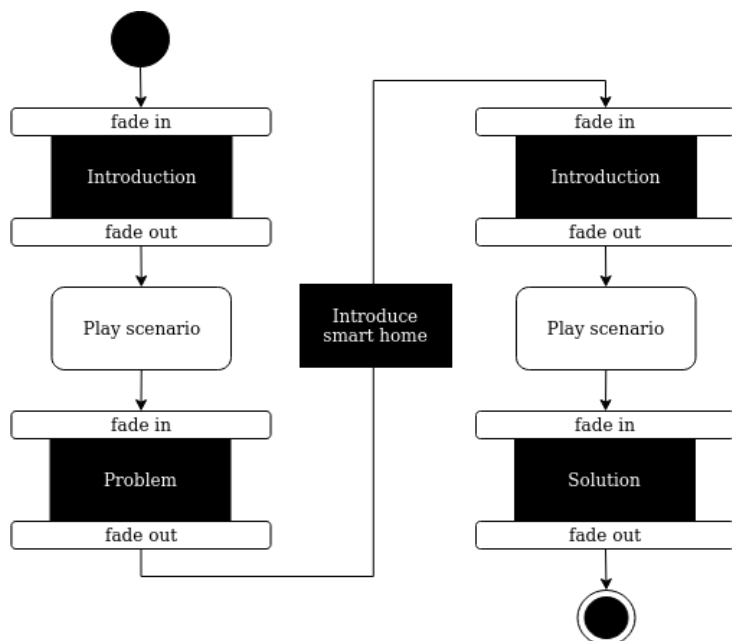 fade in
Introduction
fade out
Play scenario
fade in
Problem
fade out
Introduce
smart home
fade in
Introduction
fade out
Play scenario
fade in
Solution
fade out